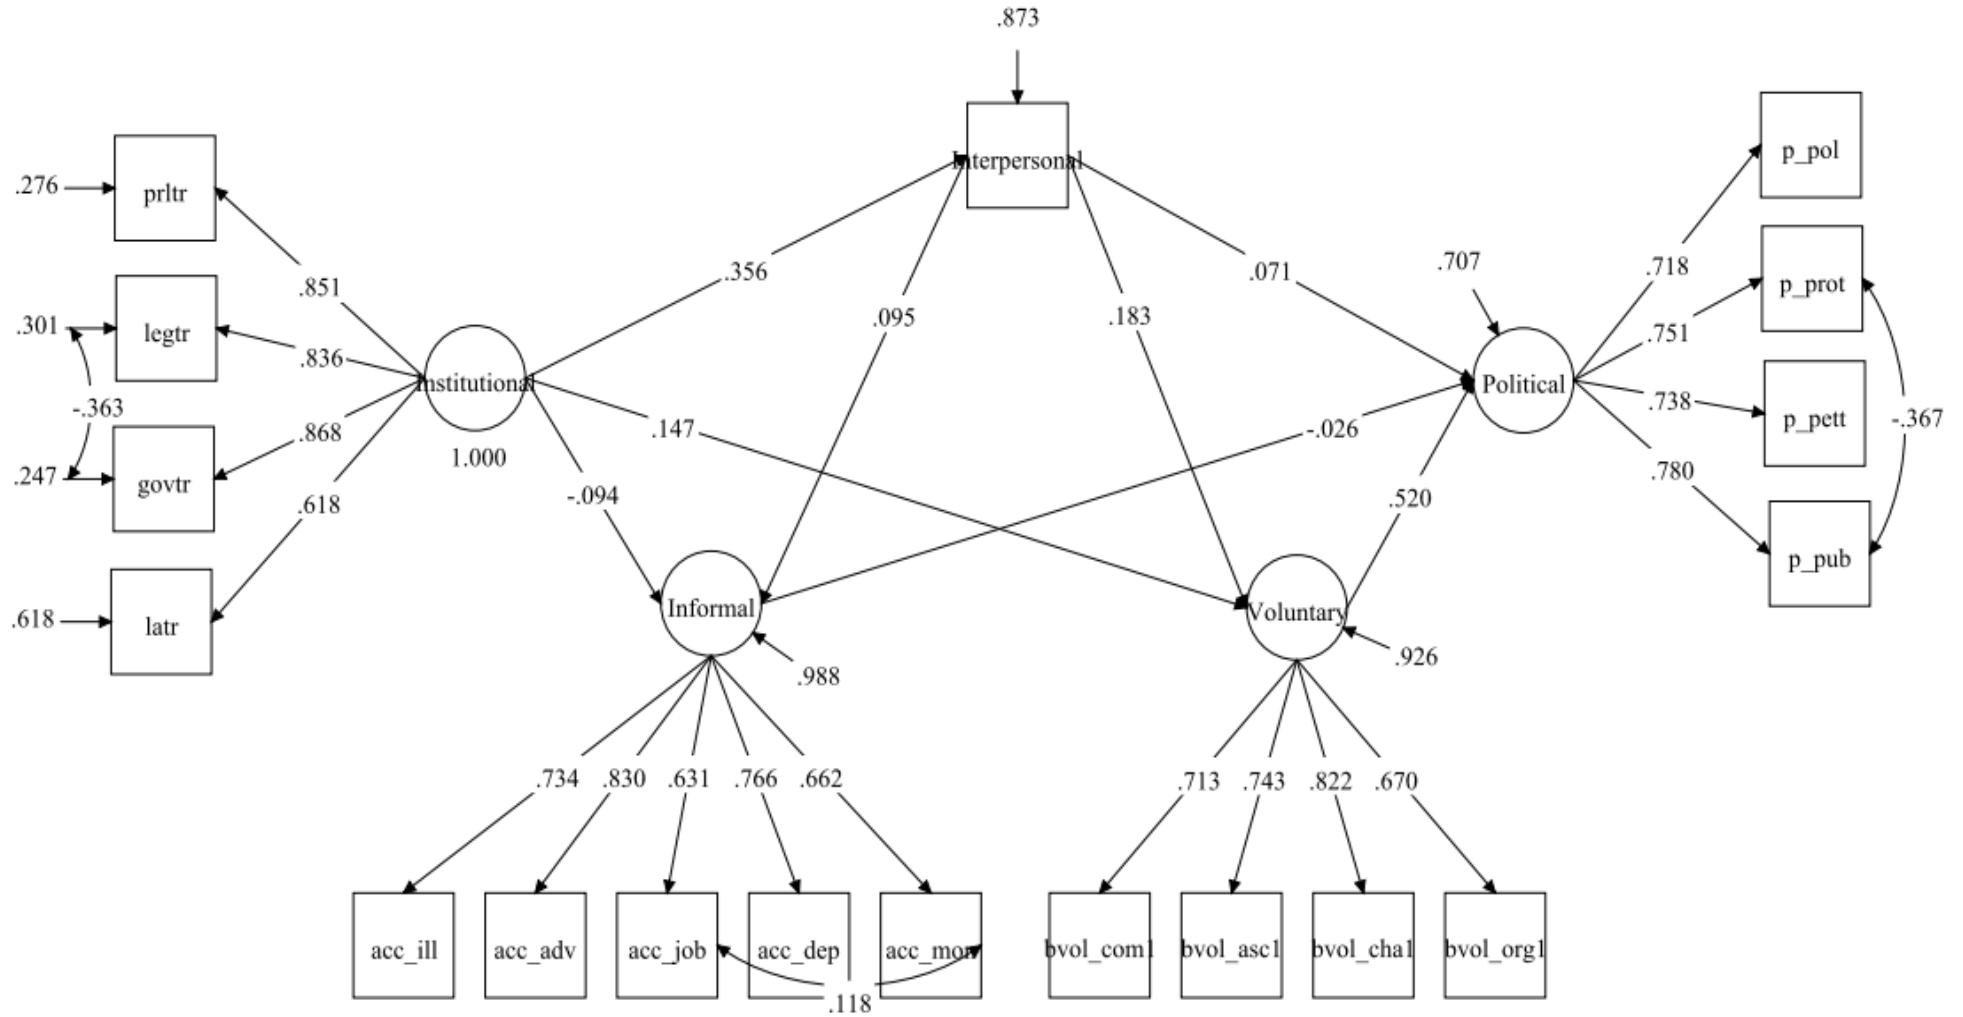 .873
Interpersonal
p_pol
prltr
.276
.851
legtr
.301
.836
-.363
.868
govtr
.247
.618
latr
.618
Institutional
1.000
.356
.095
.183
.071
.147
-.094
-.026
.520
.707
Political
.718
.751
.738
.780
p_prot
p_pett
p_pub
-.367
Informal
.988
Voluntary
.926
.734
.830
.631
.766
.662
.713
.743
.822
.670
acc_ill
acc_adv
acc_job
acc_dep
acc_mon
bvol_com1
bvol_asc1
bvol_cha1
bvol_org1
.118